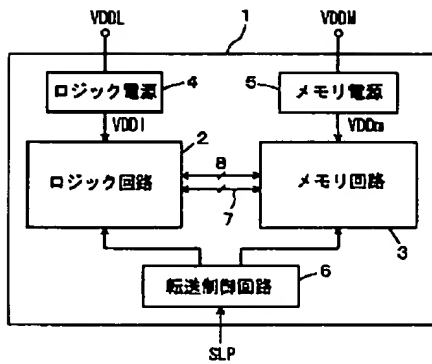 VDDL
VDDM
1
ロジック電源
4
5
メモリ電源
VDDl
2
VDDm
ロジック回路
8
7
メモリ回路
3
転送制御回路
6
SLP